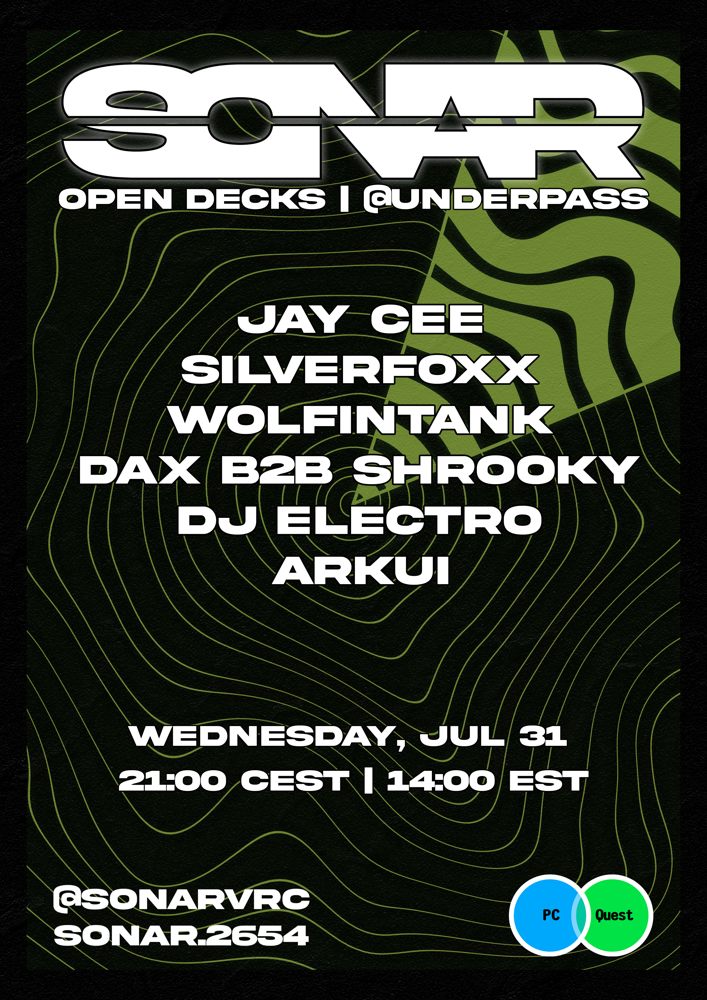 SONAR
OPEN DECKS | @UNDERPASS
JAY CEE
SILVERFOXX
WOLFINTANK
DAX B2B SHROOKY
DJ ELECTRO
ARKUI
WEDNESDAY, JUL 31
21:00 CEST | 14:00 EST
@SONARVRC
SONAR.2654
PC Quest